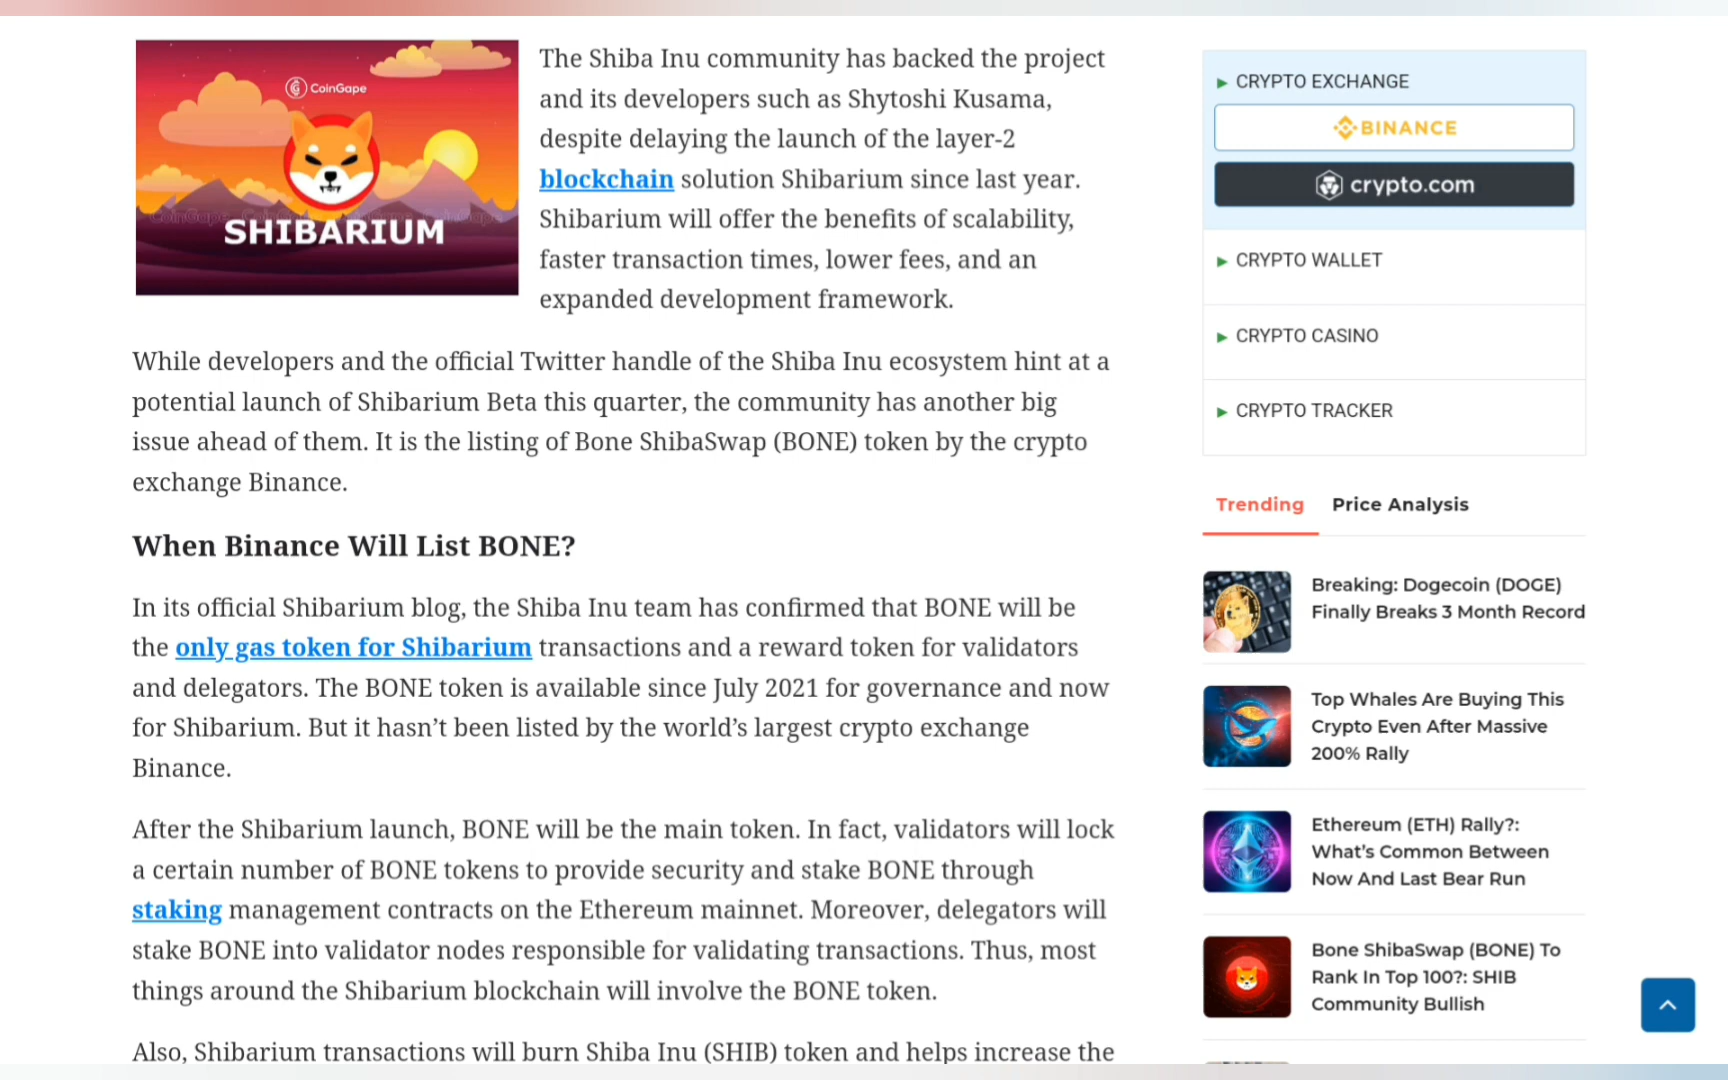 CoinGape
SHIBARIUM
The Shiba Inu community has backed the project
and its developers such as Shytoshi Kusama,
despite delaying the launch of the layer-2
blockchain solution Shibarium since last year.
Shibarium will offer the benefits of scalability,
faster transaction times, lower fees, and an
expanded development framework.
While developers and the official Twitter handle of the Shiba Inu ecosystem hint at a
potential launch of Shibarium Beta this quarter, the community has another big
issue ahead of them. It is the listing of Bone ShibaSwap (BONE) token by the crypto
exchange Binance.
When Binance Will List BONE?
In its official Shibarium blog, the Shiba Inu team has confirmed that BONE will be
the only gas token for Shibarium transactions and a reward token for validators
and delegators. The BONE token is available since July 2021 for governance and now
for Shibarium. But it hasn’t been listed by the world’s largest crypto exchange
Binance.
After the Shibarium launch, BONE will be the main token. In fact, validators will lock
a certain number of BONE tokens to provide security and stake BONE through
staking management contracts on the Ethereum mainnet. Moreover, delegators will
stake BONE into validator nodes responsible for validating transactions. Thus, most
things around the Shibarium blockchain will involve the BONE token.
Also, Shibarium transactions will burn Shiba Inu (SHIB) token and helps increase the
▶ CRYPTO EXCHANGE
BINANCE
crypto.com
▶ CRYPTO WALLET
▶ CRYPTO CASINO
▶ CRYPTO TRACKER
Trending Price Analysis
Breaking: Dogecoin (DOGE)
Finally Breaks 3 Month Record
Top Whales Are Buying This
Crypto Even After Massive
200% Rally
Ethereum (ETH) Rally?:
What’s Common Between
Now And Last Bear Run
Bone ShibaSwap (BONE) To
Rank In Top 100?: SHIB
Community Bullish